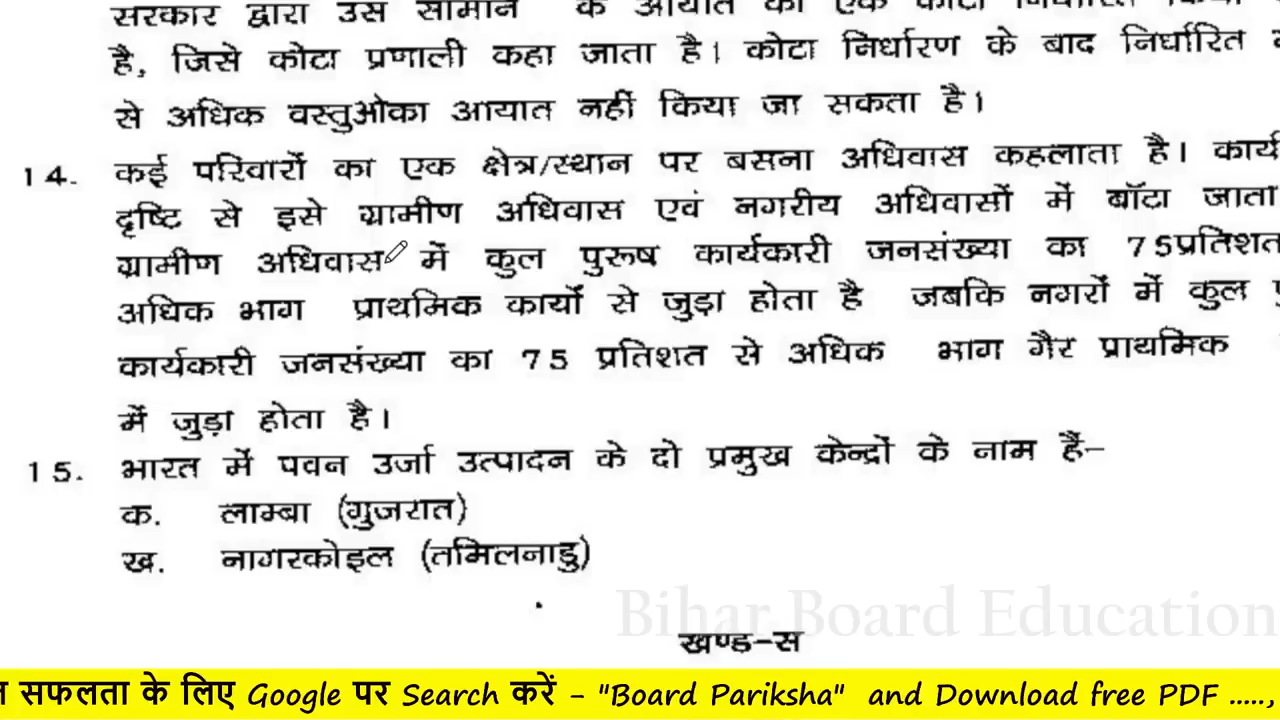 सरकार द्वारा उस सामान के आयात का एक कोटा निर्धारित किया
है, जिसे कोटा प्रणाली कहा जाता है। कोटा निर्धारण के बाद निर्धारित
से अधिक वस्तुओका आयात नहीं किया जा सकता है।
14. कई परिवारों का एक क्षेत्र/स्थान पर बसना अधिवास कहलाता है। कार्य
दृष्टि से इसे ग्रामीण अधिवास एवं नगरीय अधिवासों में बॉटा जाता
ग्रामीण अधिवास में कुल पुरूष कार्यकारी जनसंख्या का 75प्रतिशत
अधिक भाग प्राथमिक कार्यो से जुड़ा होता है जबकि नगरों में कुल
कार्यकारी जनसंख्या का 75 प्रतिशत से अधिक भाग गैर प्राथमिक
में जुड़ा होता है।
15. भारत में पवन उर्जा उत्पादन के दो प्रमुख केन्द्रों के नाम हैं–
क. लाम्बा (गुजरात)
ख. नागरकोइल (तमिलनाडु)
Bihar Board Education
खण्ड–स
सफलता के लिए Google पर Search करें - "Board Pariksha" and Download free PDF .....,